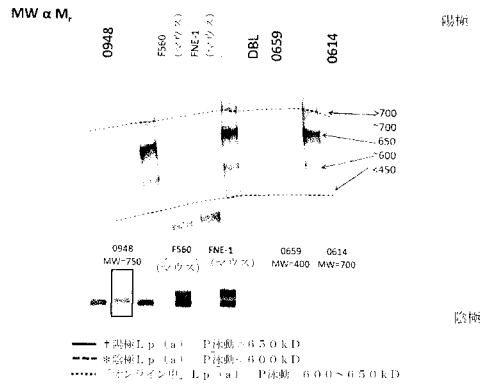 MW α Mr
陽極
0948
F560 (マウス)
FNE-1 (マウス)
DBL
0659
0614
>700
~700
650
~600
<450
0948 F560 FNE-1 0659 0614
MW=750 (マウス) (マウス) MW=400 MW=700
陰極
†陽極Lp (a) P泳動>650kD
*陰極Lp (a) P泳動<600kD
「オンライン中」Lp (a) P泳動 600~650kD